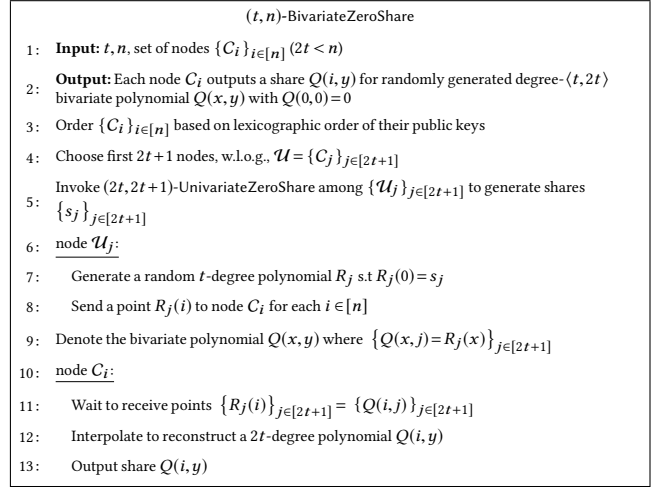 (t, n)-BivariateZeroShare
1: Input: t, n, set of nodes {C_i}_{i∈[n]} (2t < n)
2: Output: Each node C_i outputs a share Q(i, y) for randomly generated degree-⟨t, 2t⟩
bivariate polynomial Q(x, y) with Q(0, 0) = 0
3: Order {C_i}_{i∈[n]} based on lexicographic order of their public keys
4: Choose first 2t+1 nodes, w.l.o.g., 𝒰 = {C_j}_{j∈[2t+1]}
5: Invoke (2t, 2t+1)-UnivariateZeroShare among {𝒰_j}_{j∈[2t+1]} to generate shares
{s_j}_{j∈[2t+1]}
6: node 𝒰_j:
7: Generate a random t-degree polynomial R_j s.t R_j(0) = s_j
8: Send a point R_j(i) to node C_i for each i∈[n]
9: Denote the bivariate polynomial Q(x, y) where {Q(x, j) = R_j(x)}_{j∈[2t+1]}
10: node C_i:
11: Wait to receive points {R_j(i)}_{j∈[2t+1]} = {Q(i, j)}_{j∈[2t+1]}
12: Interpolate to reconstruct a 2t-degree polynomial Q(i, y)
13: Output share Q(i, y)